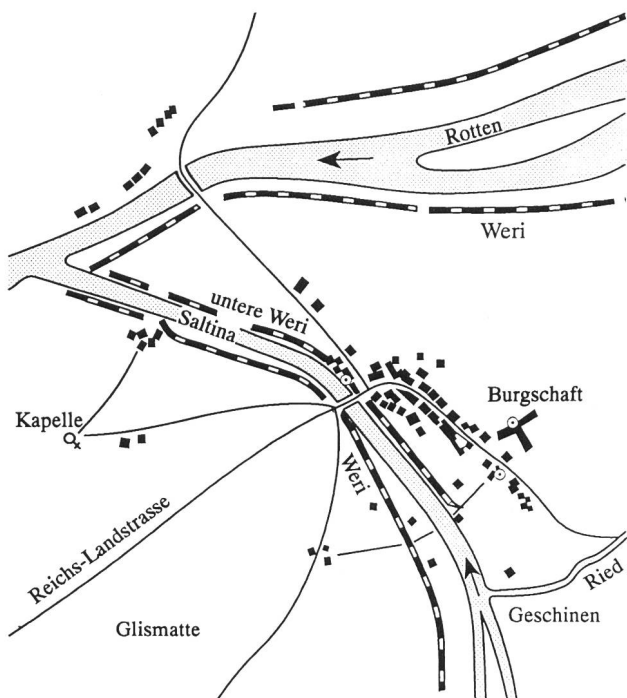 Rotten
Weri
untere Weri
Saltina
Burgschaft
Kapelle
Weri
Reichs-Landstrasse
Ried
Geschinen
Glismatte